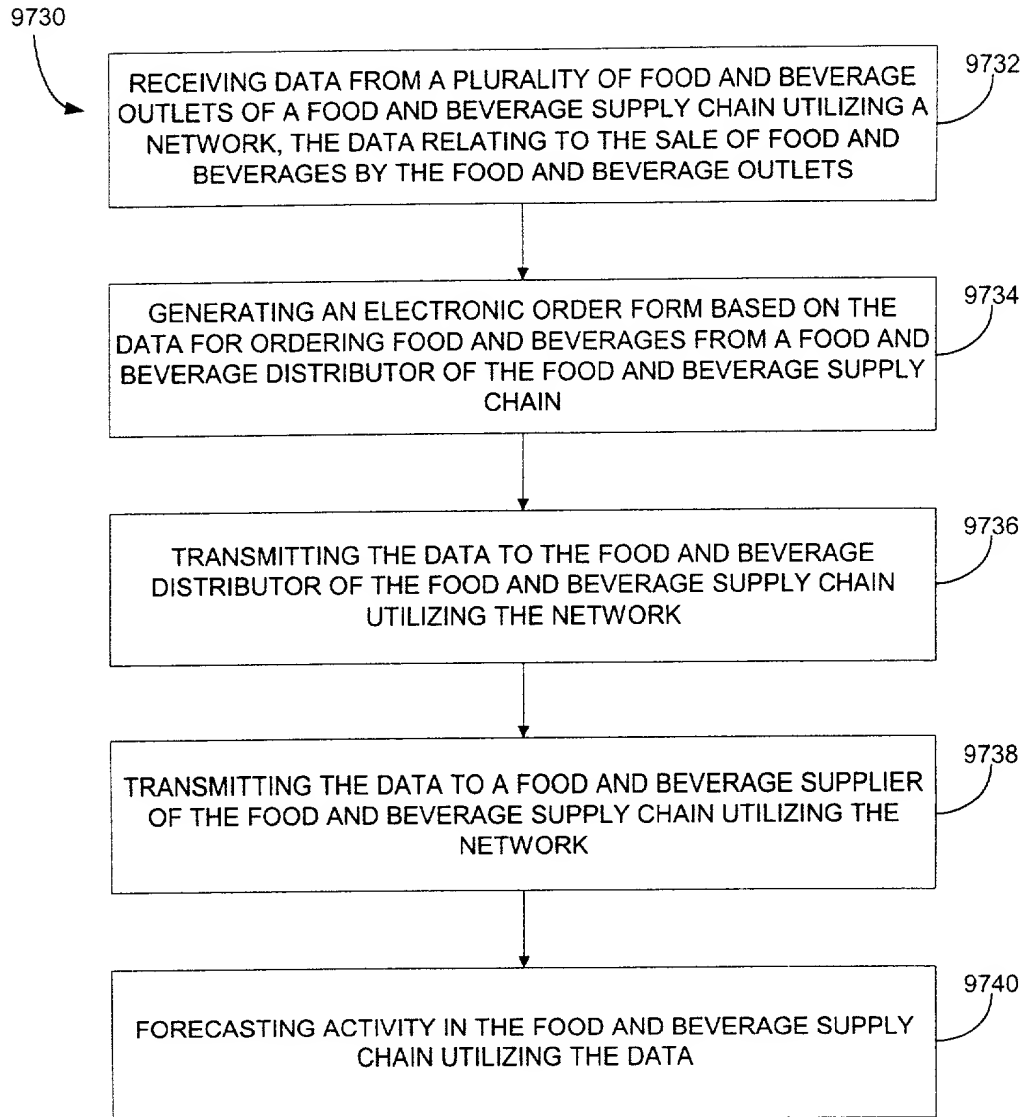 9730
RECEIVING DATA FROM A PLURALITY OF FOOD AND BEVERAGE
OUTLETS OF A FOOD AND BEVERAGE SUPPLY CHAIN UTILIZING A
NETWORK, THE DATA RELATING TO THE SALE OF FOOD AND
BEVERAGES BY THE FOOD AND BEVERAGE OUTLETS
9732
GENERATING AN ELECTRONIC ORDER FORM BASED ON THE
DATA FOR ORDERING FOOD AND BEVERAGES FROM A FOOD AND
BEVERAGE DISTRIBUTOR OF THE FOOD AND BEVERAGE SUPPLY
CHAIN
9734
TRANSMITTING THE DATA TO THE FOOD AND BEVERAGE
DISTRIBUTOR OF THE FOOD AND BEVERAGE SUPPLY CHAIN
UTILIZING THE NETWORK
9736
TRANSMITTING THE DATA TO A FOOD AND BEVERAGE SUPPLIER
OF THE FOOD AND BEVERAGE SUPPLY CHAIN UTILIZING THE
NETWORK
9738
FORECASTING ACTIVITY IN THE FOOD AND BEVERAGE SUPPLY
CHAIN UTILIZING THE DATA
9740